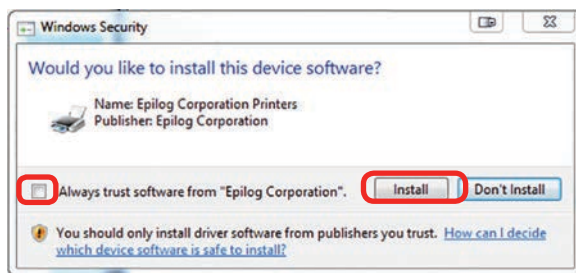 Windows Security
Would you like to install this device software?
Name: Epilog Corporation Printers
Publisher: Epilog Corporation
Always trust software from "Epilog Corporation".
Install
Don't Install
You should only install driver software from publishers you trust. How can I decide
which device software is safe to install?